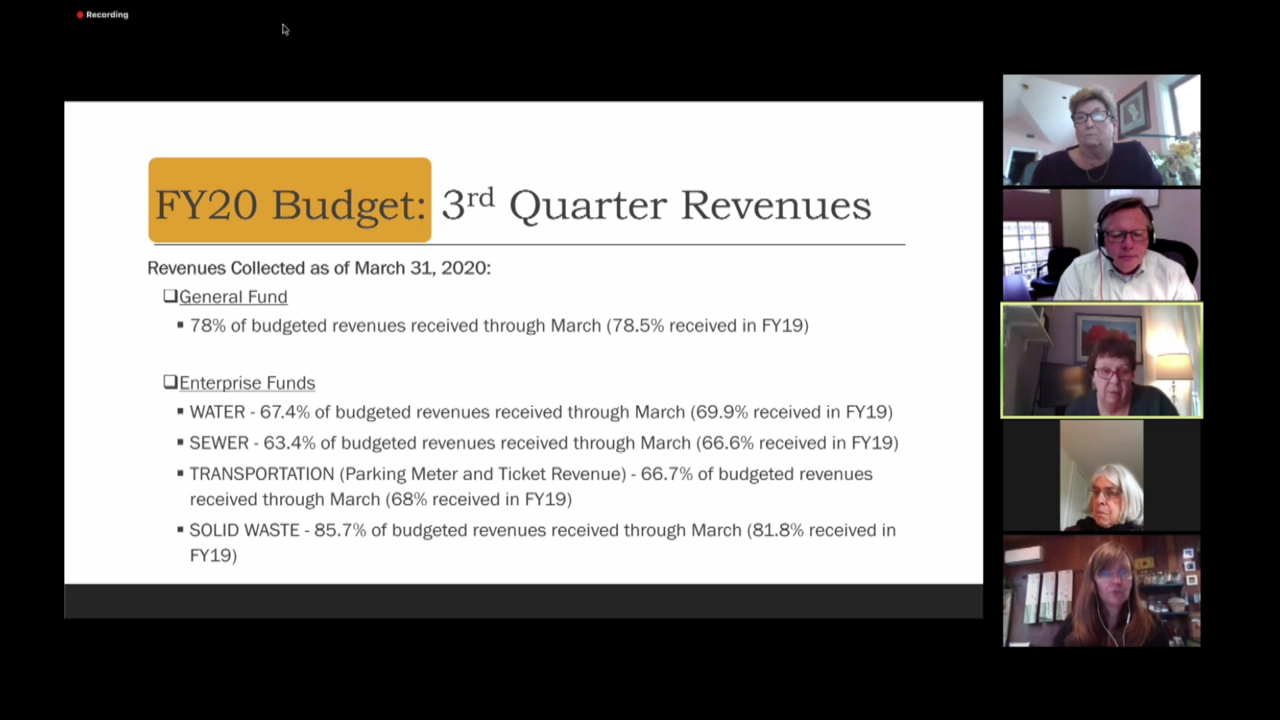 Recording
FY20 Budget: 3rd Quarter Revenues
Revenues Collected as of March 31, 2020:
❑General Fund
▪ 78% of budgeted revenues received through March (78.5% received in FY19)
❑Enterprise Funds
▪ WATER - 67.4% of budgeted revenues received through March (69.9% received in FY19)
▪ SEWER - 63.4% of budgeted revenues received through March (66.6% received in FY19)
▪ TRANSPORTATION (Parking Meter and Ticket Revenue) - 66.7% of budgeted revenues
received through March (68% received in FY19)
▪ SOLID WASTE - 85.7% of budgeted revenues received through March (81.8% received in
FY19)